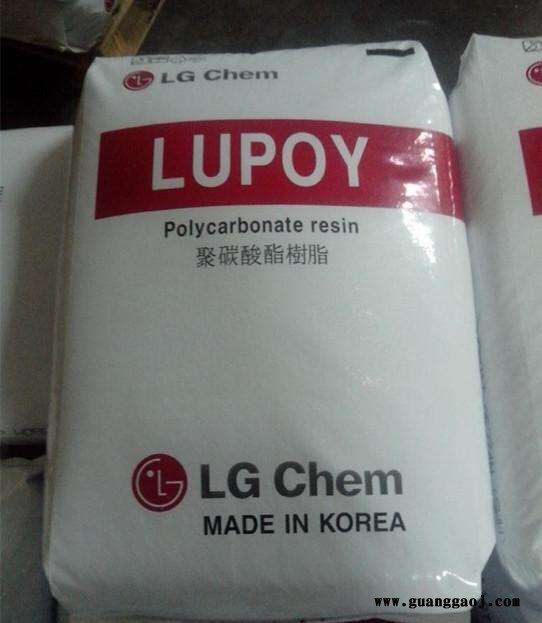 LG Chem
LUPOY
Polycarbonate resin
聚碳酸酯樹脂
LG Chem
MADE IN KOREA
www.guanggaoj.com